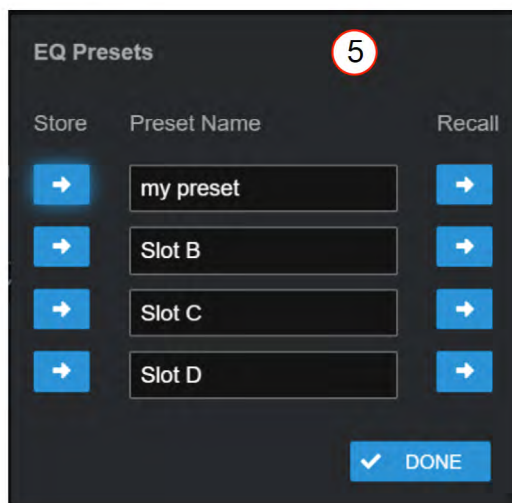 EQ Presets 5
Store Preset Name Recall
my preset
Slot B
Slot C
Slot D
DONE